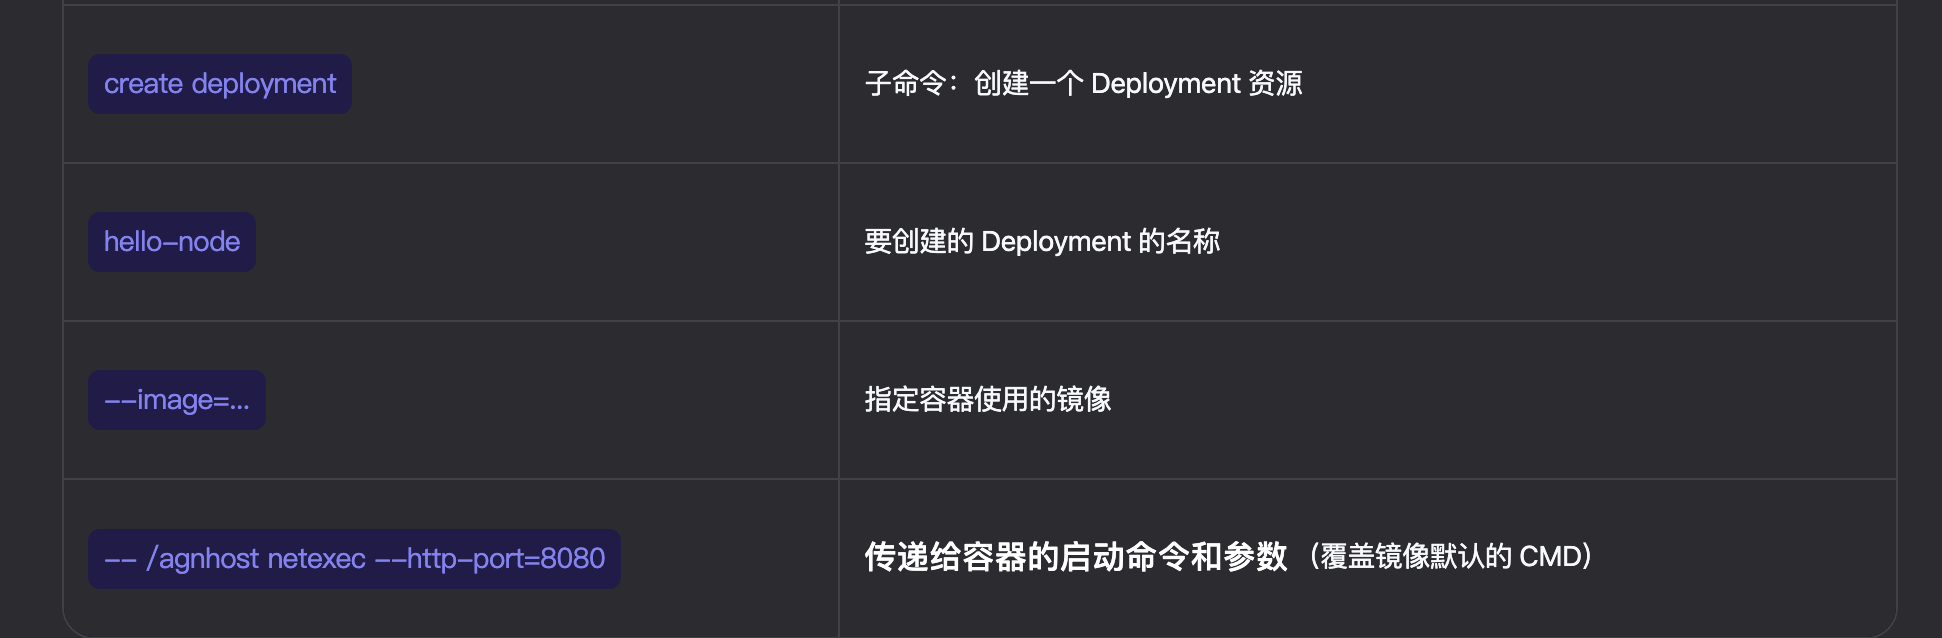 create deployment
子命令：创建一个 Deployment 资源
hello-node
要创建的 Deployment 的名称
--image=...
指定容器使用的镜像
-- /agnhost netexec --http-port=8080
传递给容器的启动命令和参数（覆盖镜像默认的 CMD）